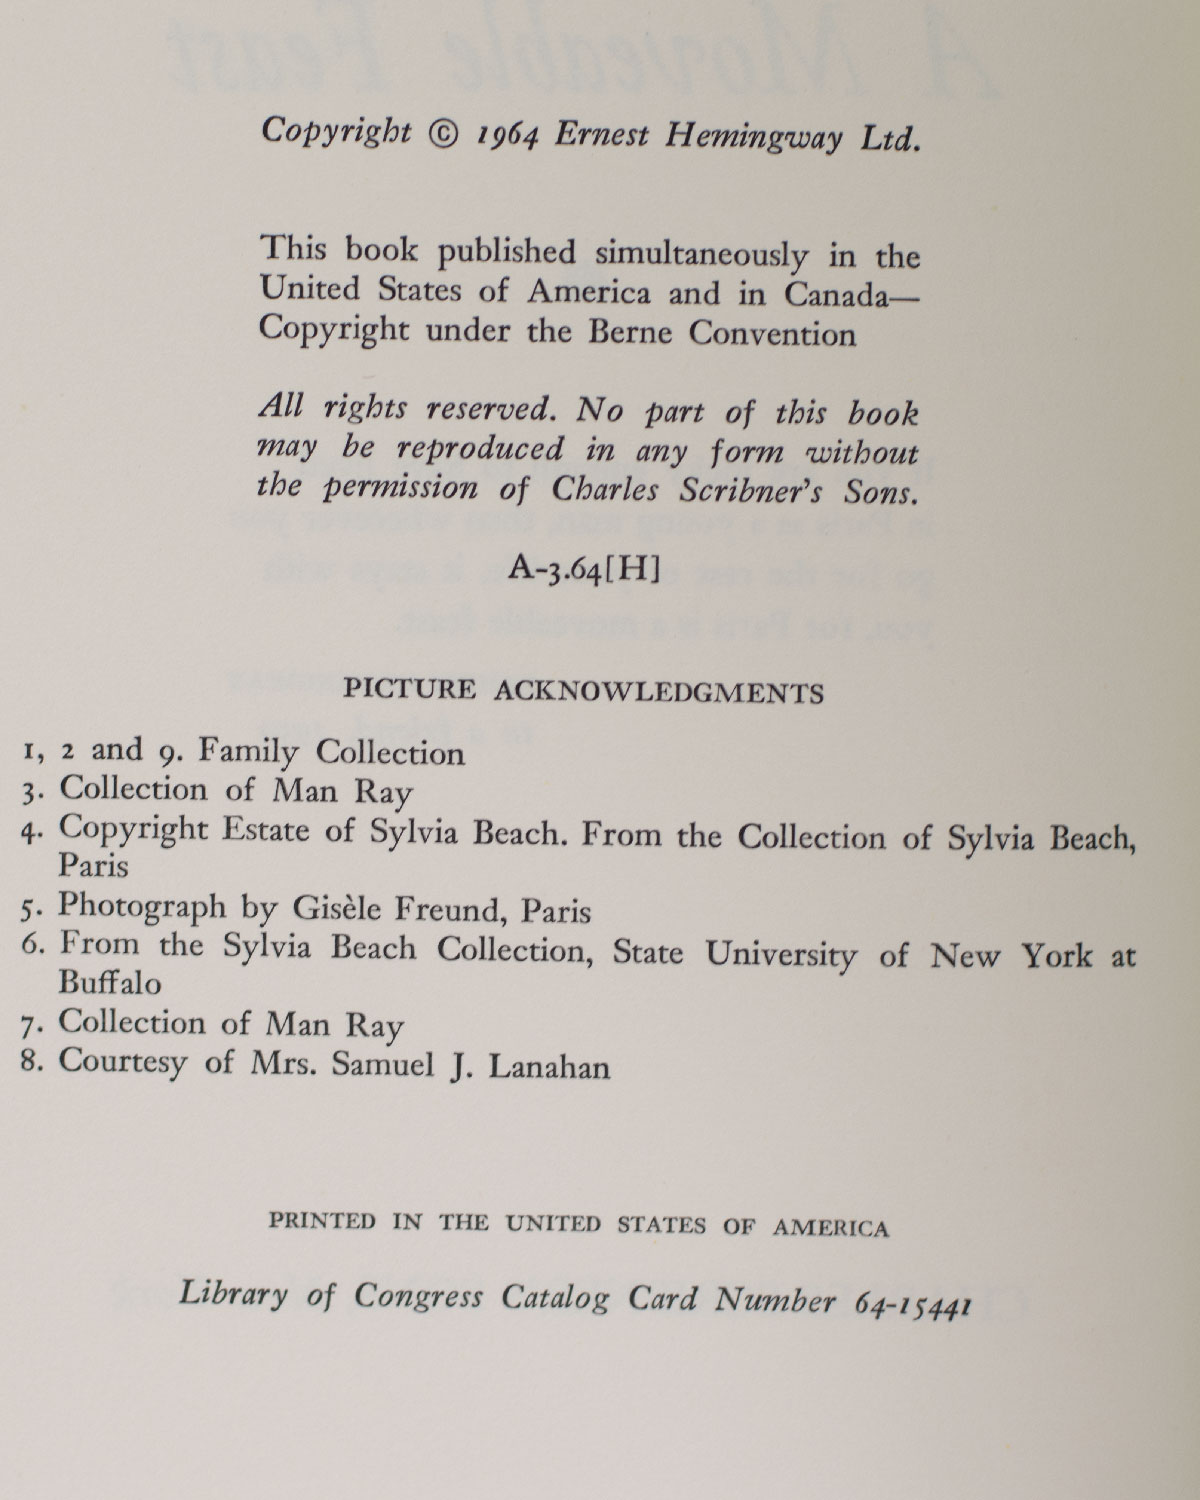 A Moveable Feast
Copyright © 1964 Ernest Hemingway Ltd.
This book published simultaneously in the
United States of America and in Canada—
Copyright under the Berne Convention
All rights reserved. No part of this book
may be reproduced in any form without
the permission of Charles Scribner's Sons.
A-3.64[H]
PICTURE ACKNOWLEDGMENTS
1, 2 and 9. Family Collection
3. Collection of Man Ray
4. Copyright Estate of Sylvia Beach. From the Collection of Sylvia Beach,
Paris
5. Photograph by Gisèle Freund, Paris
6. From the Sylvia Beach Collection, State University of New York at
Buffalo
7. Collection of Man Ray
8. Courtesy of Mrs. Samuel J. Lanahan
PRINTED IN THE UNITED STATES OF AMERICA
Library of Congress Catalog Card Number 64-15441